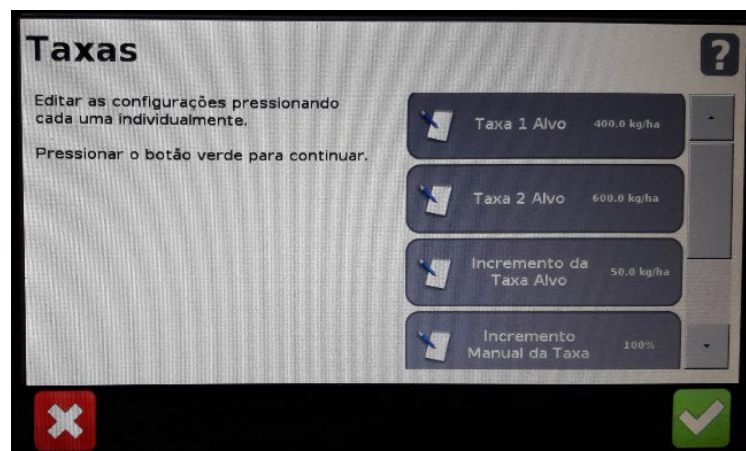 Taxas
?
Editar as configurações pressionando
cada uma individualmente.
Pressionar o botão verde para continuar.
Taxa 1 Alvo 400.0 kg/ha
Taxa 2 Alvo 600.0 kg/ha
Incremento da
Taxa Alvo 50.0 kg/ha
Incremento
Manual da Taxa 100%